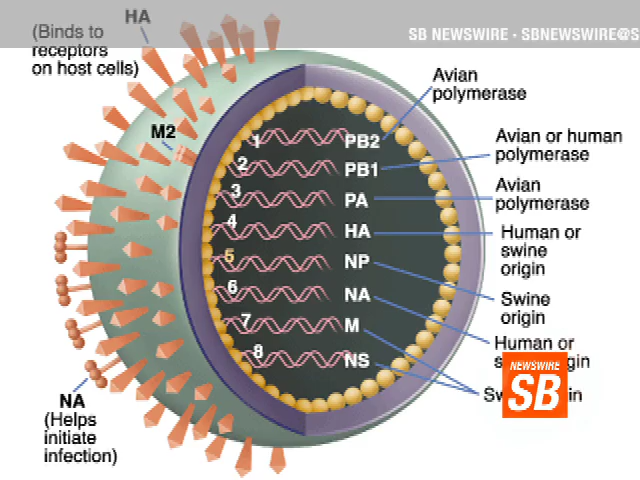 HA
SB NEWSWIRE · SBNEWSWIRE@S
(Binds to
receptors
on host cells)
M2
Avian
polymerase
1
PB2
Avian or human
polymerase
2
PB1
3
PA
Avian
polymerase
4
HA
Human or
swine
origin
5
NP
Swine
origin
6
NA
Human or
7
M
8
NS
NEWSWIRE
SB
NA
(Helps
initiate
infection)